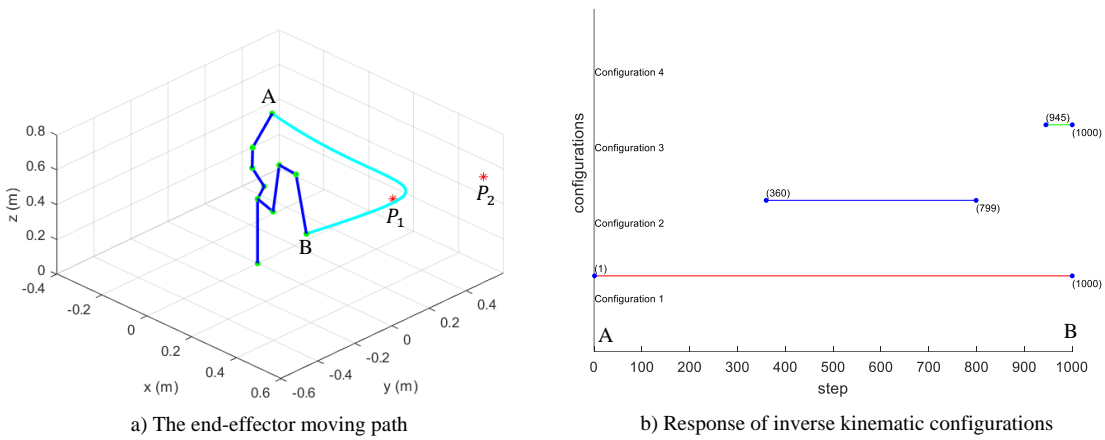 A
B
P1
P2
0.8
0.6
0.4
0.2
0
z (m)
-0.4
-0.2
0
0.2
0.4
0.6
x (m)
-0.6
-0.4
-0.2
0
0.2
0.4
y (m)
a) The end-effector moving path
configurations
Configuration 4
(945)
(1000)
Configuration 3
(360)
(799)
Configuration 2
(1)
(1000)
Configuration 1
A
B
0 100 200 300 400 500 600 700 800 900 1000
step
b) Response of inverse kinematic configurations